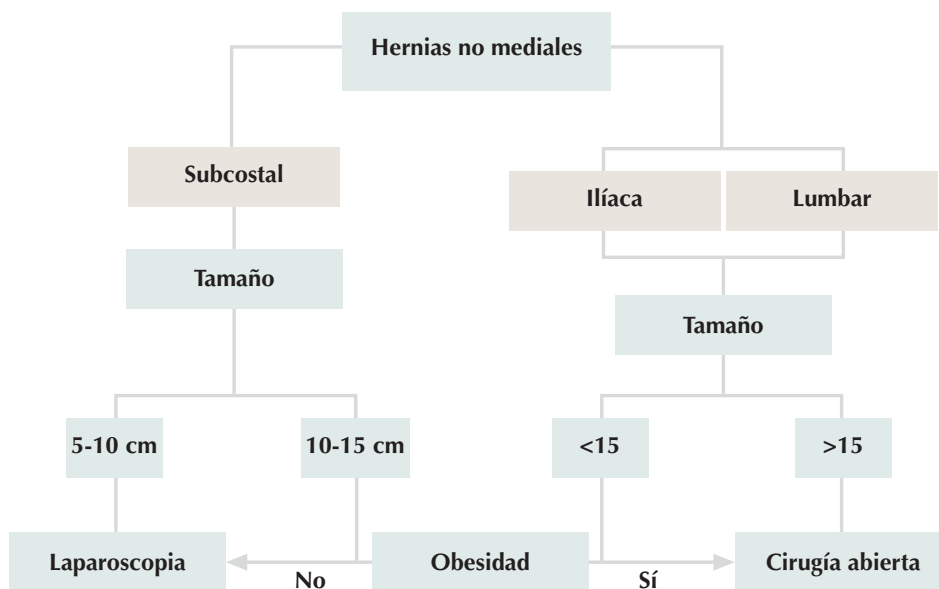 Hernias no mediales
Subcostal
Ilíaca
Lumbar
Tamaño
Tamaño
5-10 cm
10-15 cm
<15
>15
Laparoscopia
No
Obesidad
Sí
Cirugía abierta